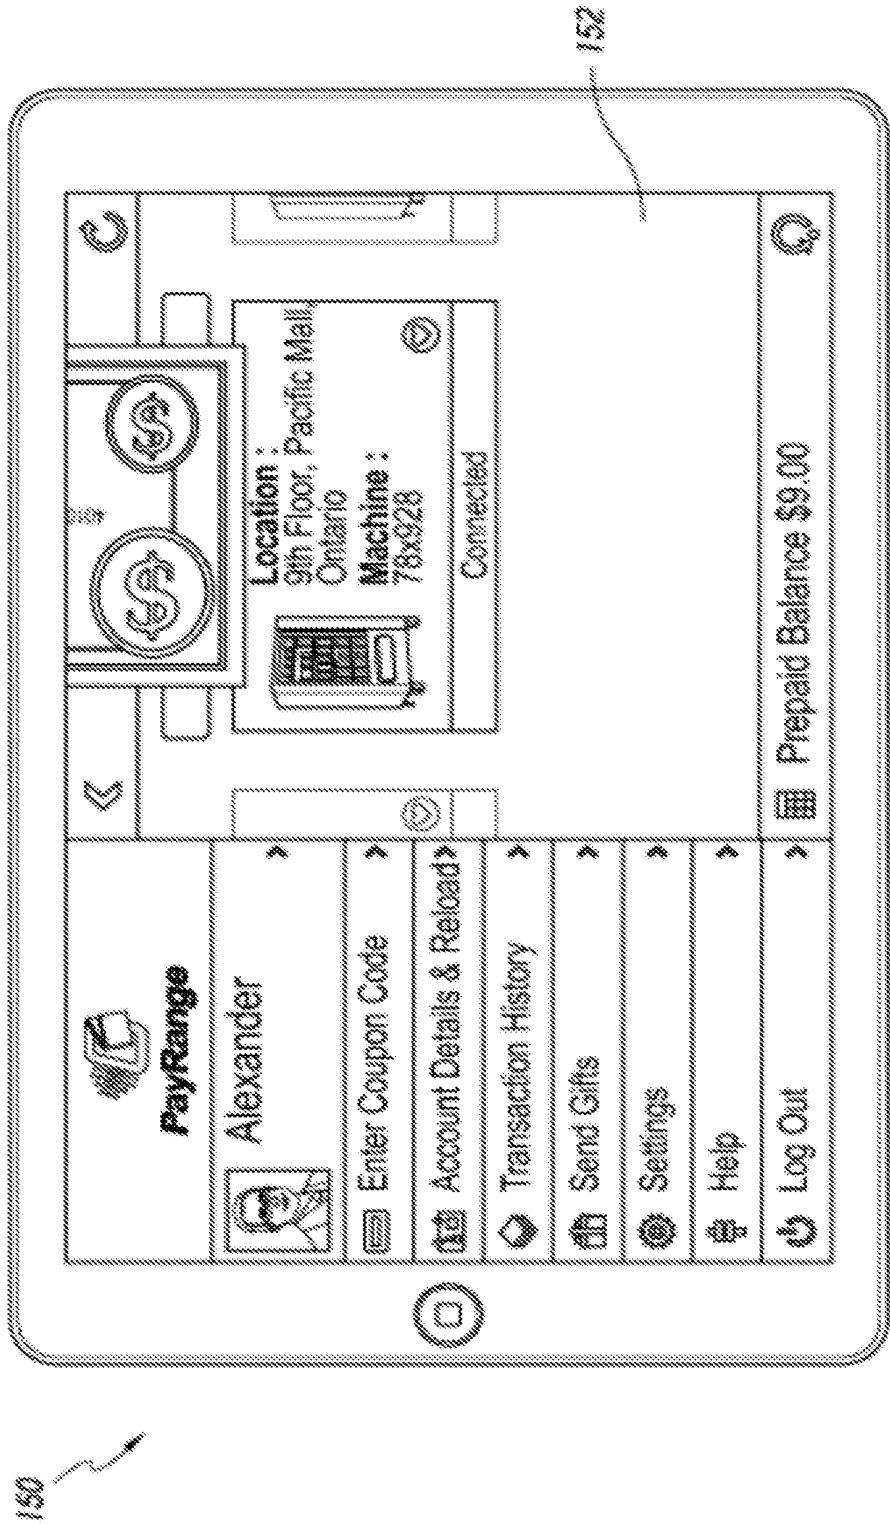 150
152
PayRange
Alexander
Enter Coupon Code
Account Details & Reload
Transaction History
Send Gifts
Settings
Help
Log Out
$ $
Location :
9th Floor, Pacific Mall,
Ontario
Machine :
78x928
Connected
Prepaid Balance $9.00